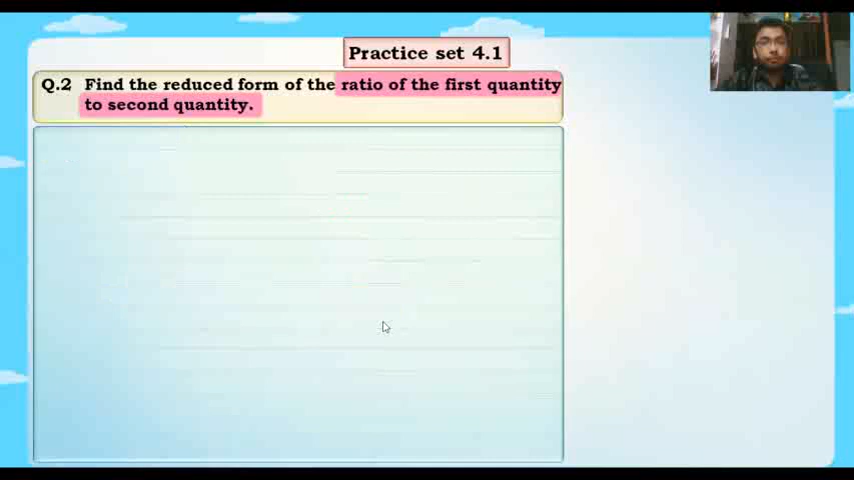 Practice set 4.1
Q.2 Find the reduced form of the ratio of the first quantity
to second quantity.